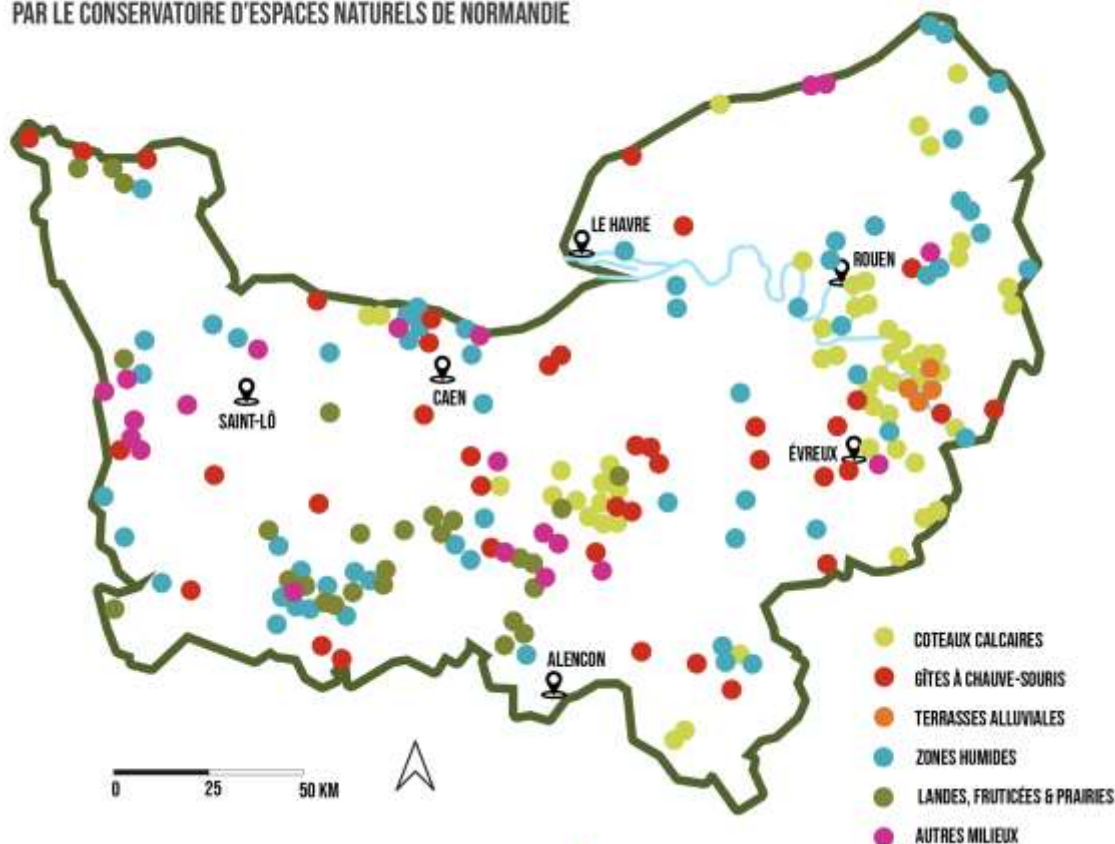 PAR LE CONSERVATOIRE D'ESPACES NATURELS DE NORMANDIE
LE HAVRE
ROUEN
CAEN
SAINT-LÔ
ÉVREUX
ALENCON
COTEAUX CALCAIRES
GÎTES À CHAUVE-SOURIS
TERRASSES ALLUVIALES
ZONES HUMIDES
LANDES, FRUTICÉES & PRAIRIES
AUTRES MILIEUX
0 25 50 KM